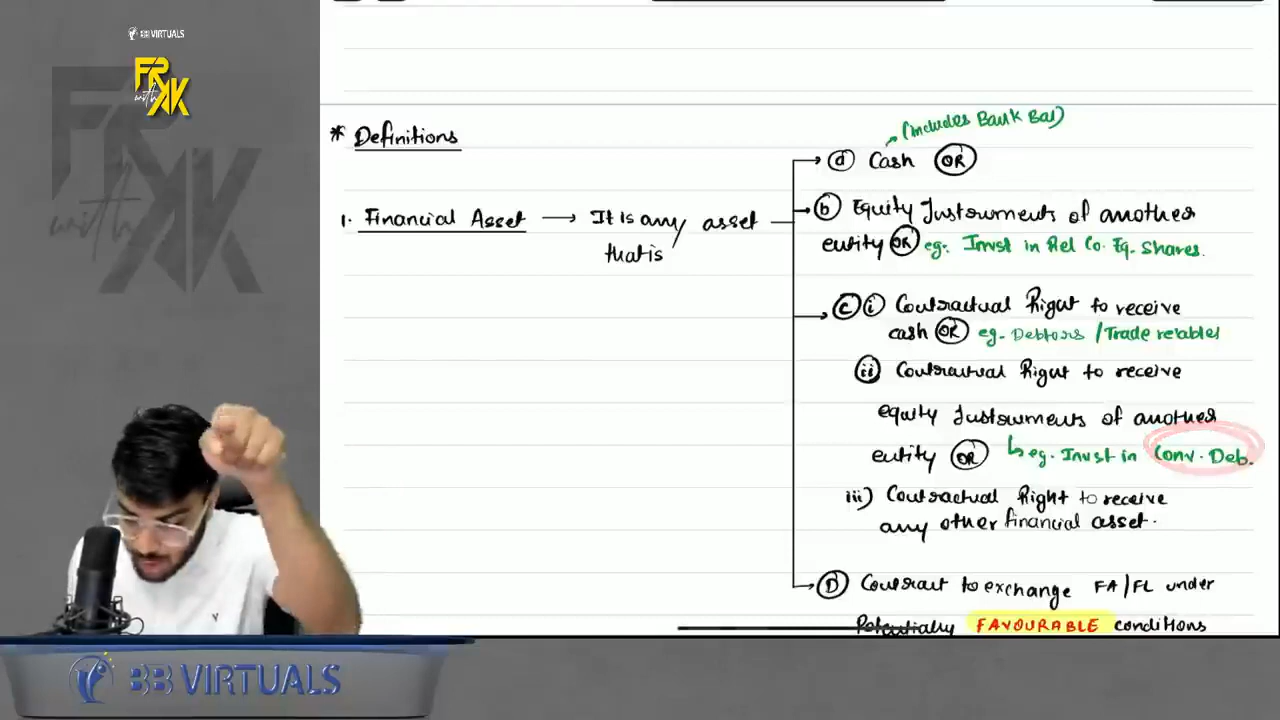 BB VIRTUALS
FR
with AK
FR
with AK
* Definitions
(includes Bank Bal)
ⓐ Cash OR
1. Financial Asset → It is any asset
that is
ⓑ Equity Instruments of another
entity OR eg. Invst in Rel Co. Eq. Shares.
ⓒ ⓘ Contractual Right to receive
cash OR eg. Debtors / Trade reables
ⓘⓘ Contractual Right to receive
equity Instruments of another
entity OR ↳ eg. Invst in Conv. Deb.
iii) Contractual Right to receive
any other financial asset.
Ⓓ Contract to exchange FA/FL under
Potentially FAVOURABLE conditions
BB VIRTUALS